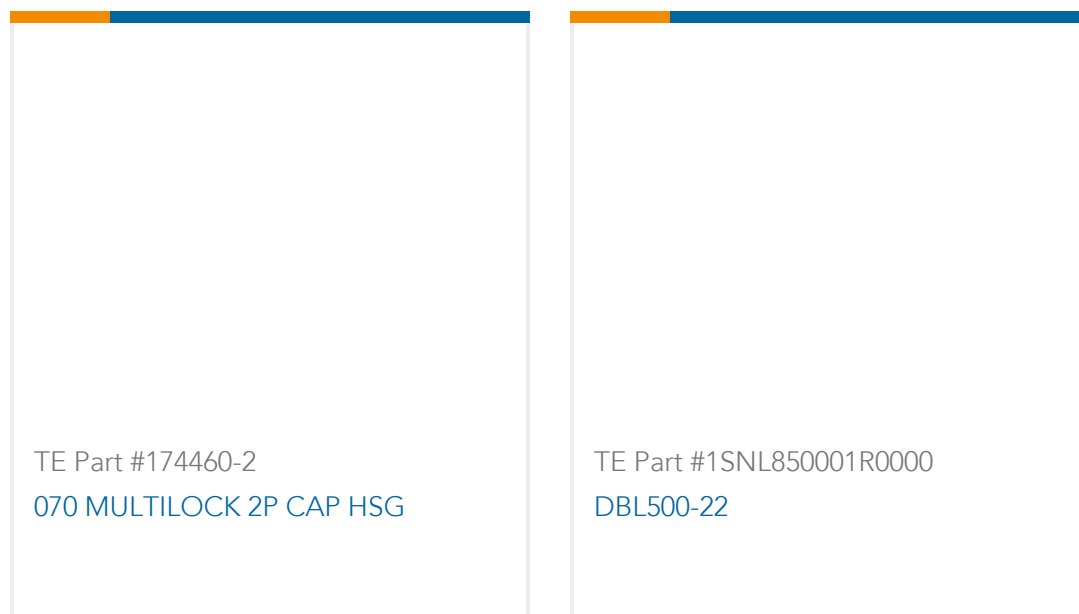 TE Part #174460-2
070 MULTILOCK 2P CAP HSG
TE Part #1SNL850001R0000
DBL500-22